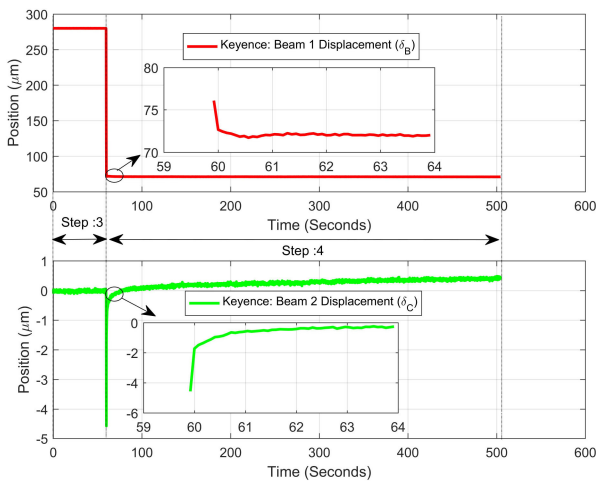 300
250
200
150
100
50
Position (μm)
Keyence: Beam 1 Displacement (δB)
80
75
70
59 60 61 62 63 64
0 100 200 300 400 500 600
Time (Seconds)
Step :3
Step :4
1
0
-1
-2
-3
-4
-5
Position (μm)
Keyence: Beam 2 Displacement (δC)
0
-2
-4
-6
59 60 61 62 63 64
0 100 200 300 400 500 600
Time (Seconds)